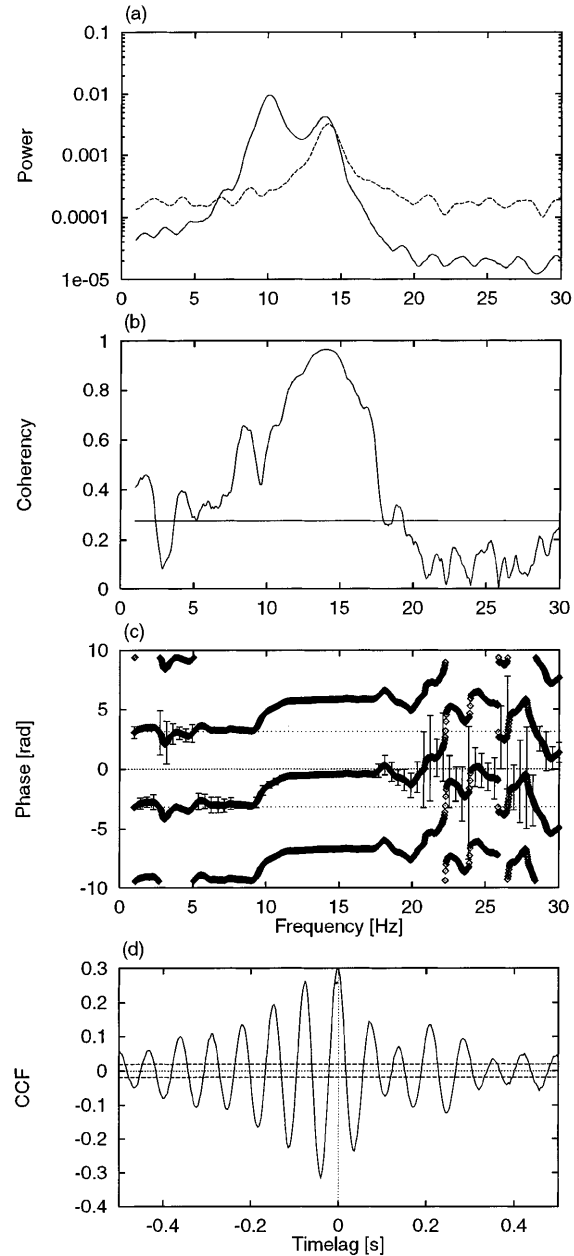 (a)
0.1
0.01
0.001
0.0001
1e-05
Power
0 5 10 15 20 25 30
(b)
1
0.8
0.6
0.4
0.2
0
Coherency
0 5 10 15 20 25 30
(c)
10
5
0
-5
-10
Phase [rad]
0 5 10 15 20 25 30
Frequency [Hz]
(d)
0.3
0.2
0.1
0
-0.1
-0.2
-0.3
-0.4
CCF
-0.4 -0.2 0 0.2 0.4
Timelag [s]